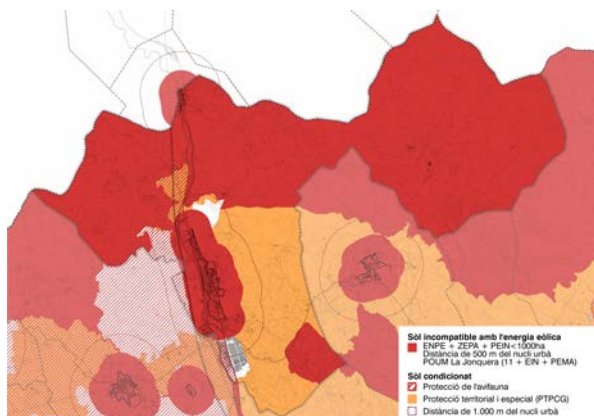 Sòl incompatible amb l'energia eòlica
ENPE + ZEPA + PEIN<1000ha
Distància de 500 m del nucli urbà
POUM La Jonquera (11 + EIN + PEMA)
Sòl condicionat
Protecció de l'avifauna
Protecció territorial i especial (PTPCG)
Distància de 1.000 m del nucli urbà